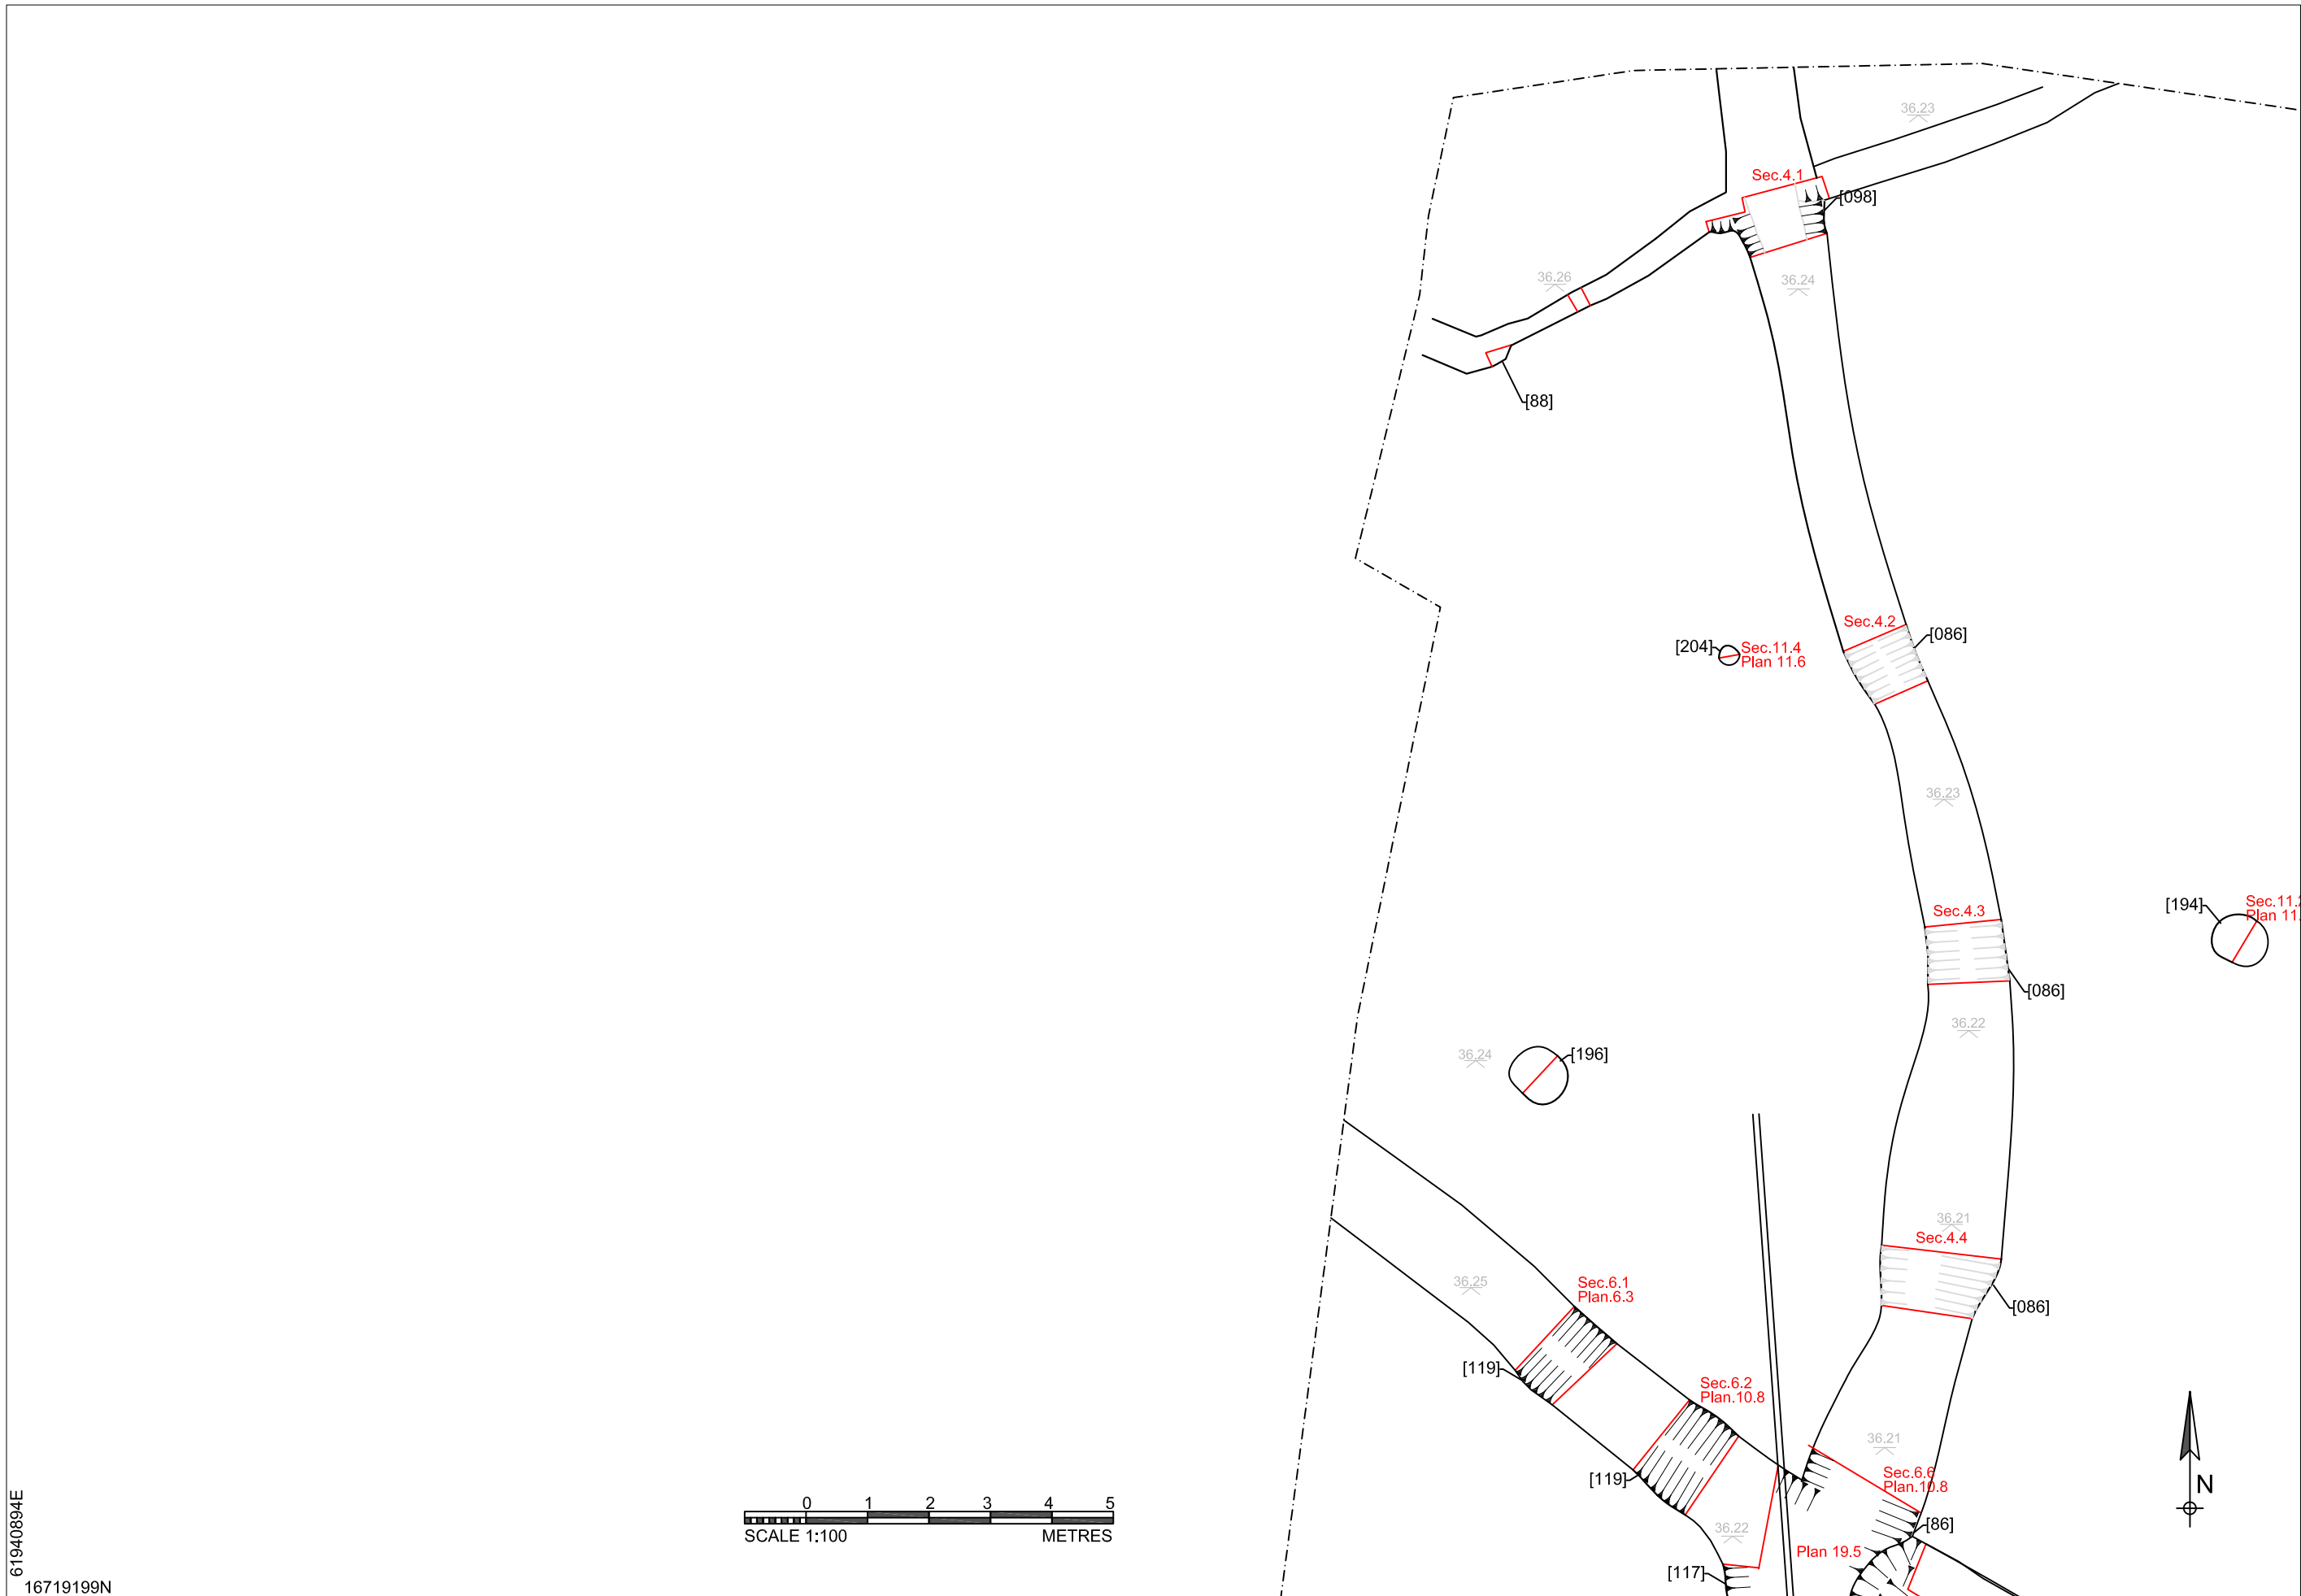 36.23
Sec.4.1
[098]
36.26
36.24
[88]
Sec.4.2
[086]
[204]
Sec.11.4
Plan 11.6
36.23
[194]
Sec.11.
Plan 11.
Sec.4.3
[086]
36.22
36.24
[196]
36.21
Sec.4.4
36.25
Sec.6.1
Plan.6.3
[086]
[119]
Sec.6.2
Plan.10.8
36.21
Sec.6.6
Plan.10.8
[119]
N
0 1 2 3 4 5
SCALE 1:100 METRES
36.22
[86]
Plan 19.5
[117]
61940894E
16719199N